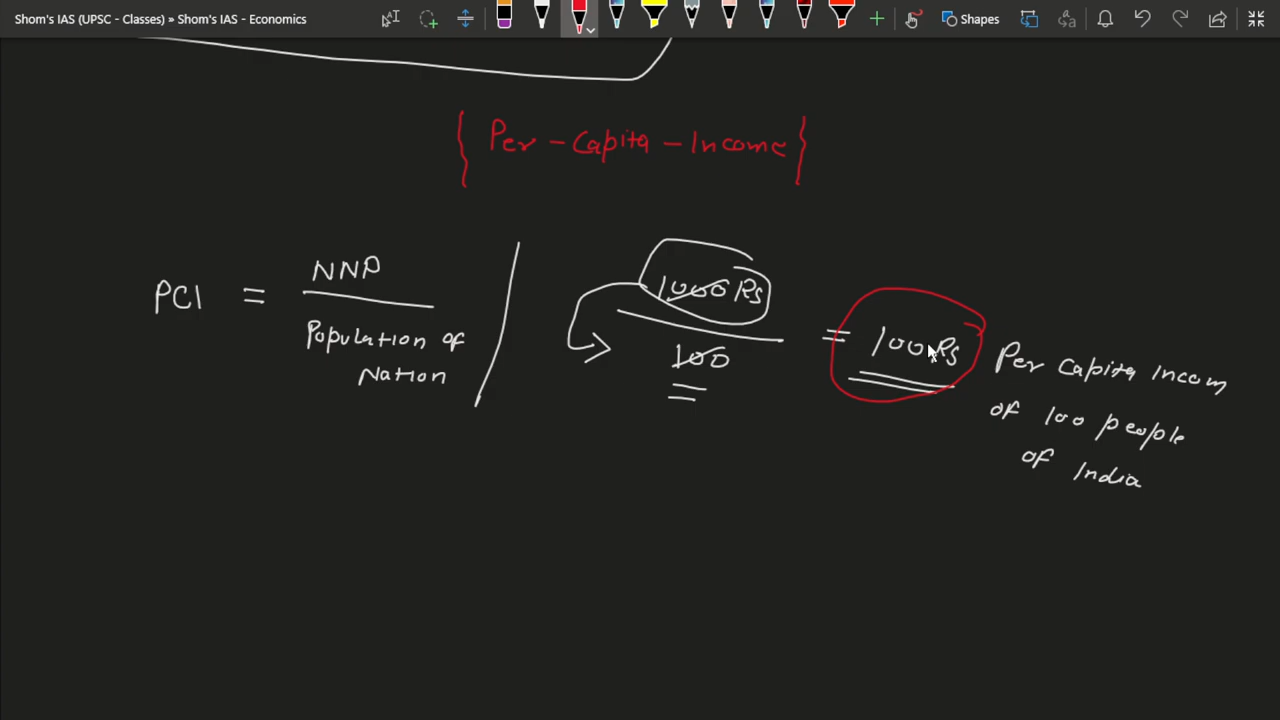 Shom's IAS (UPSC - Classes) » Shom's IAS - Economics
Shapes
{ Per - Capita - Income }
PCI = NNP
Population of
Nation
1000 Rs
100
= 100 Rs
Per Capita Incom
of 100 people
of India